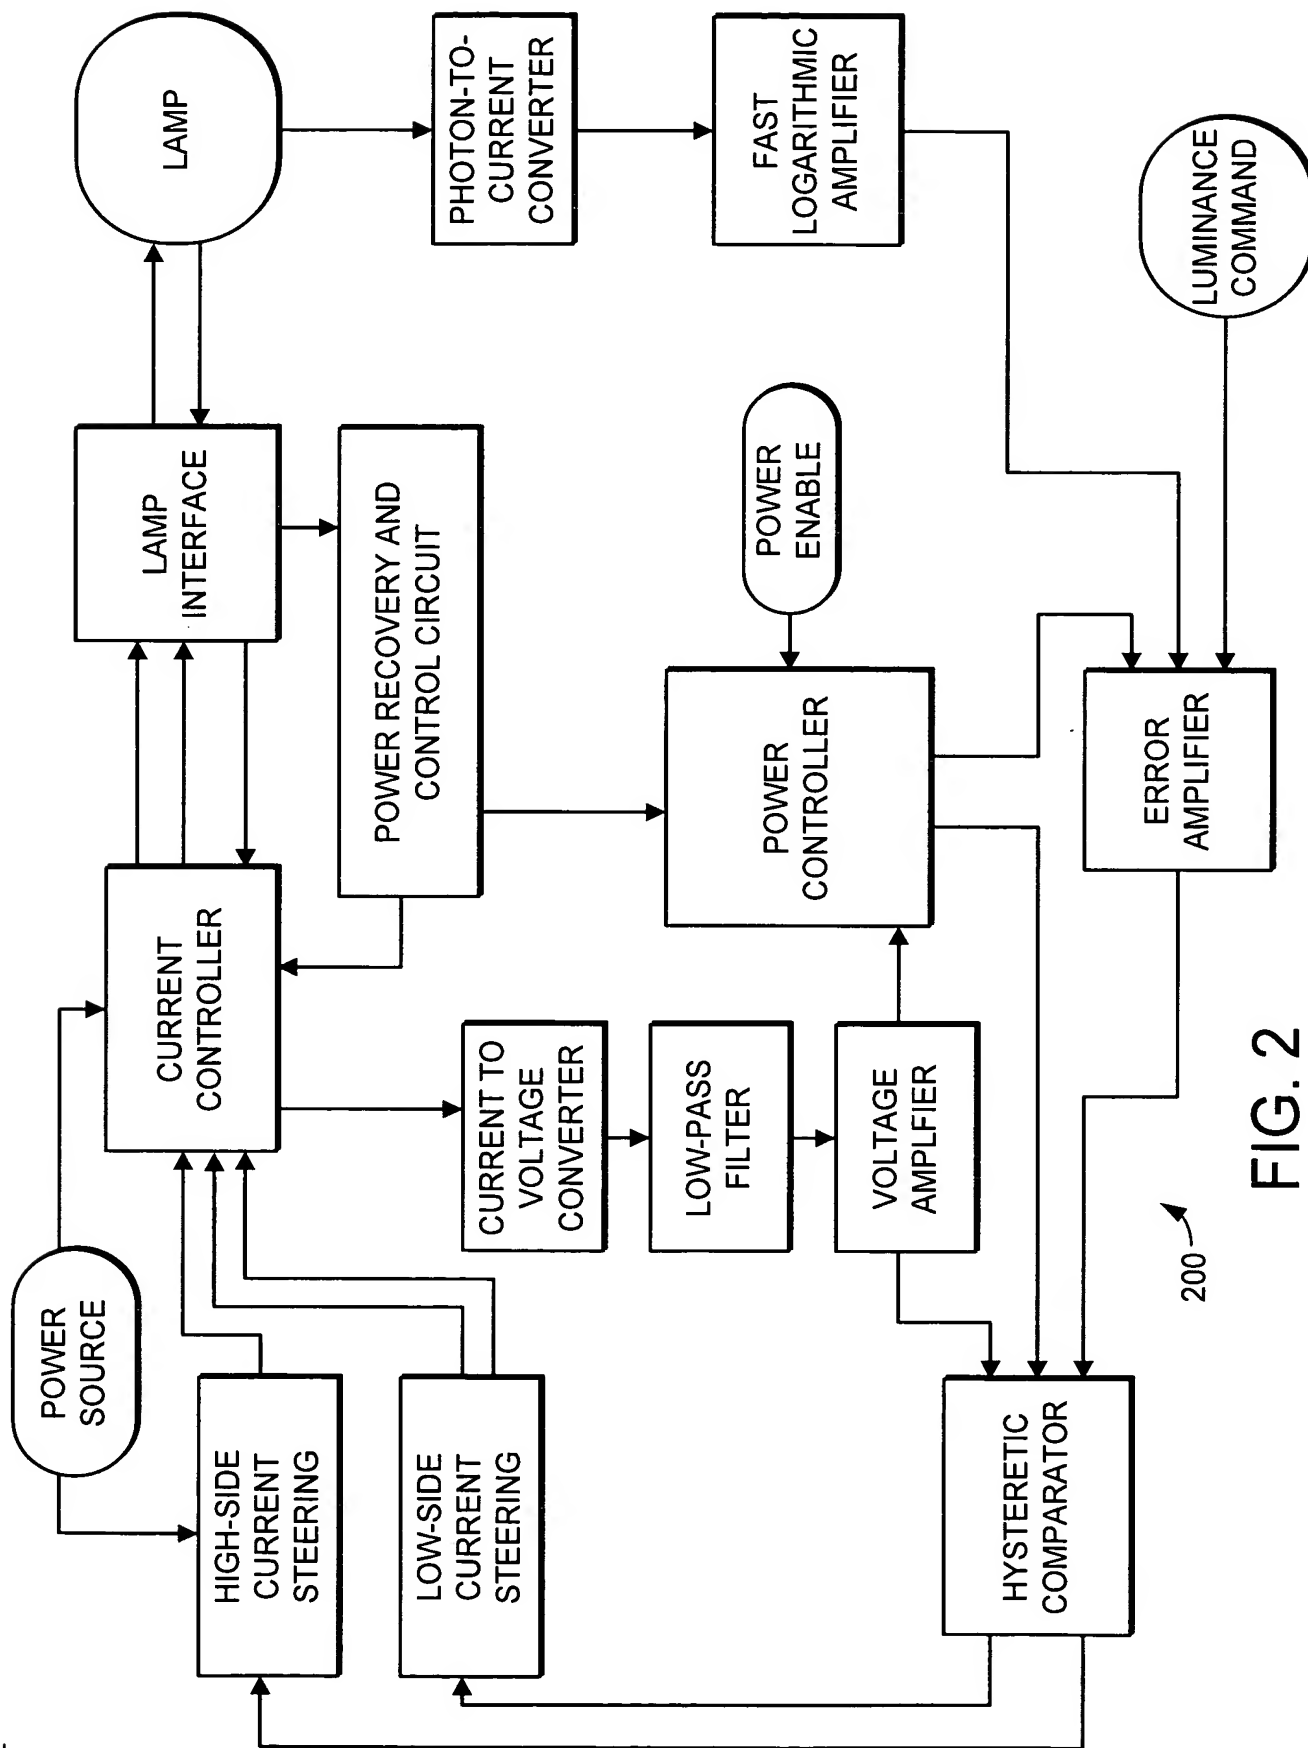 POWER
SOURCE
HIGH-SIDE
CURRENT
STEERING
LOW-SIDE
CURRENT
STEERING
HYSTERETIC
COMPARATOR
CURRENT
CONTROLLER
CURRENT TO
VOLTAGE
CONVERTER
LOW-PASS
FILTER
VOLTAGE
AMPLFIER
LAMP
INTERFACE
POWER RECOVERY AND
CONTROL CIRCUIT
POWER
CONTROLLER
POWER
ENABLE
ERROR
AMPLIFIER
LAMP
PHOTON-TO-
CURRENT
CONVERTER
FAST
LOGARITHMIC
AMPLIFIER
LUMINANCE
COMMAND
200
FIG. 2